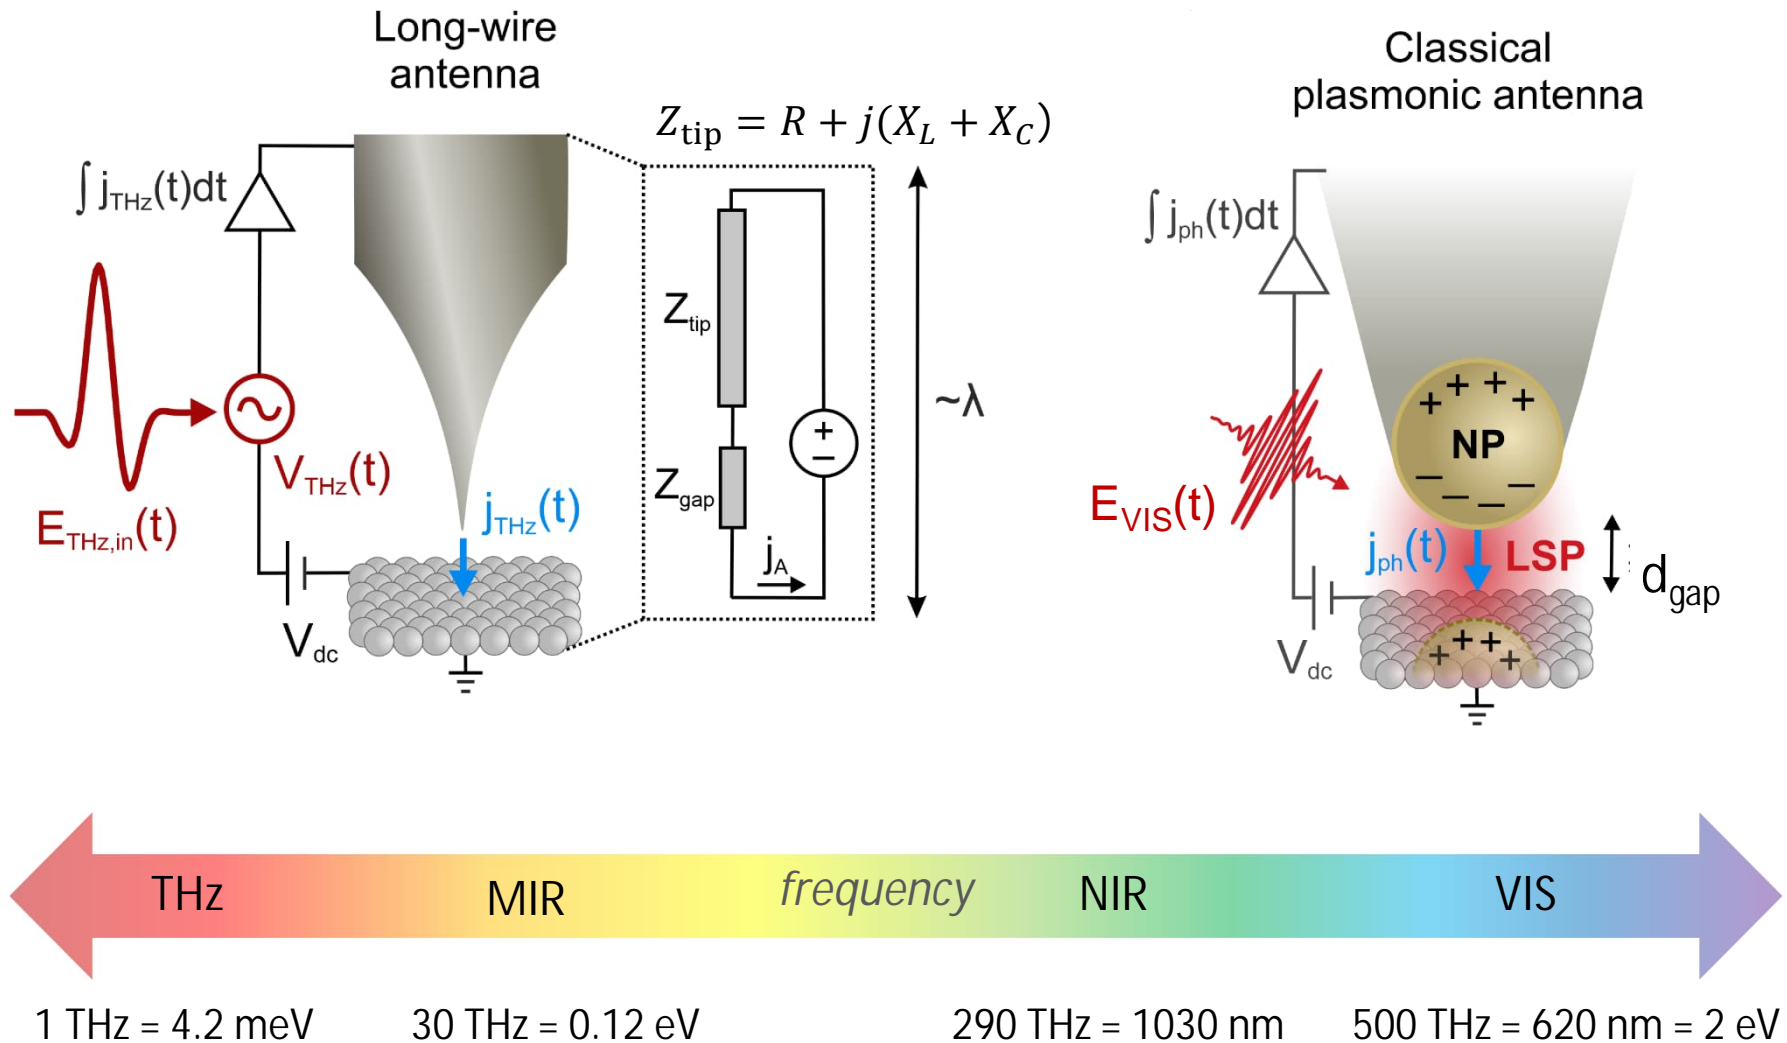 Long-wire
antenna
Classical
plasmonic antenna
Z_tip = R + j(X_L + X_C)
∫ j_THz(t)dt
∫ j_ph(t)dt
Z_tip
~λ
+
−
+ + + +
NP
− − − −
V_THz(t)
Z_gap
E_THz,in(t)
j_THz(t)
E_VIS(t)
j_ph(t)
LSP
d_gap
j_A
V_dc
V_dc
+ + + +
THz
MIR
frequency
NIR
VIS
1 THz = 4.2 meV
30 THz = 0.12 eV
290 THz = 1030 nm
500 THz = 620 nm = 2 eV